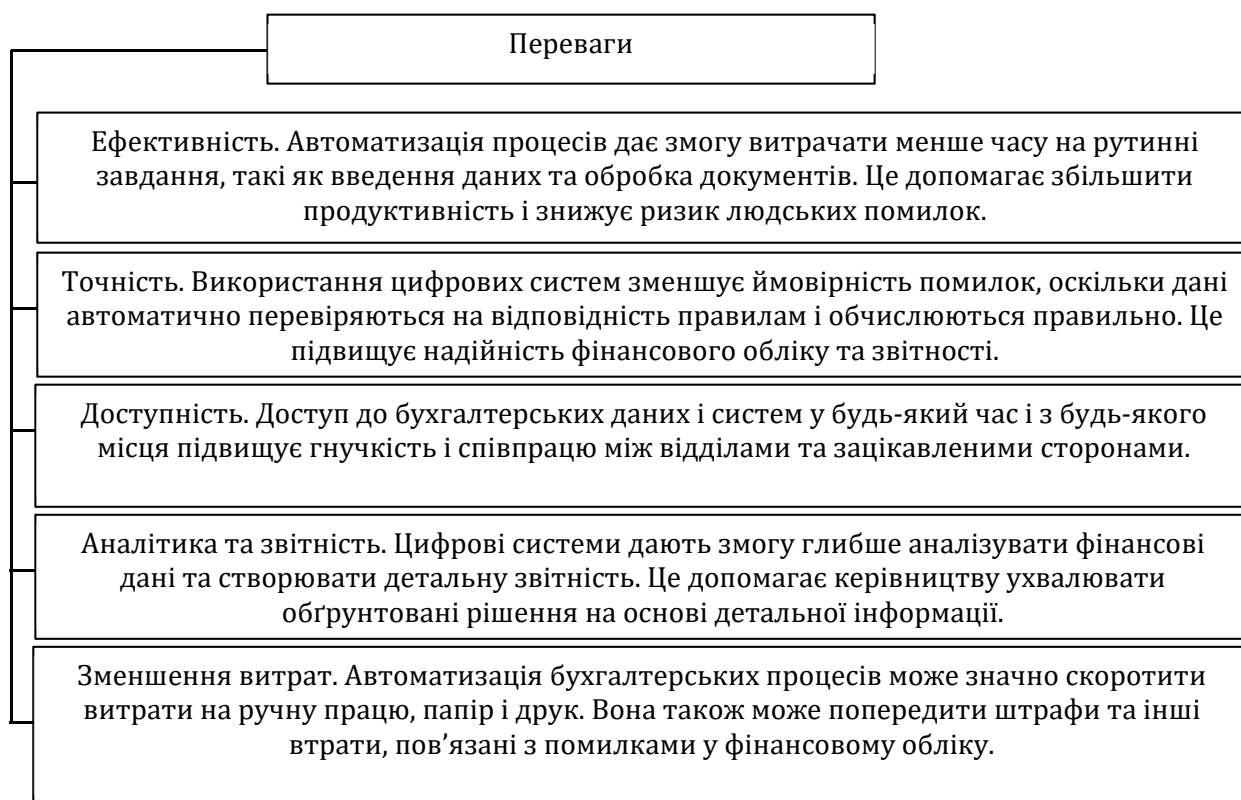 Переваги
Ефективність. Автоматизація процесів дає змогу витрачати менше часу на рутинні
завдання, такі як введення даних та обробка документів. Це допомагає збільшити
продуктивність і знижує ризик людських помилок.
Точність. Використання цифрових систем зменшує ймовірність помилок, оскільки дані
автоматично перевіряються на відповідність правилам і обчислюються правильно. Це
підвищує надійність фінансового обліку та звітності.
Доступність. Доступ до бухгалтерських даних і систем у будь-який час і з будь-якого
місця підвищує гнучкість і співпрацю між відділами та зацікавленими сторонами.
Аналітика та звітність. Цифрові системи дають змогу глибше аналізувати фінансові
дані та створювати детальну звітність. Це допомагає керівництву ухвалювати
обґрунтовані рішення на основі детальної інформації.
Зменшення витрат. Автоматизація бухгалтерських процесів може значно скоротити
витрати на ручну працю, папір і друк. Вона також може попередити штрафи та інші
втрати, пов’язані з помилками у фінансовому обліку.